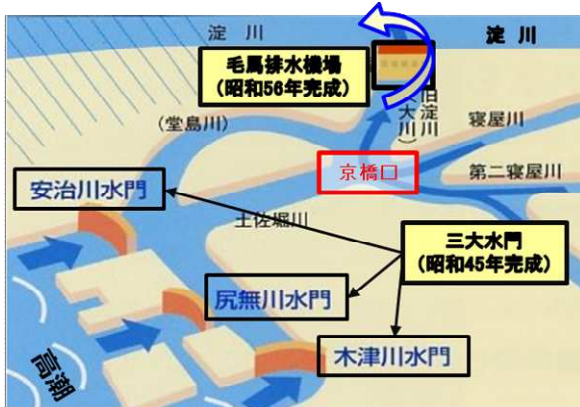 淀 川
淀 川
毛馬排水機場
(昭和56年完成)
旧淀川
大川)
(堂島川)
寝屋川
京橋口
第二寝屋川
安治川水門
土佐堀川
三大水門
(昭和45年完成)
尻無川水門
木津川水門
高潮